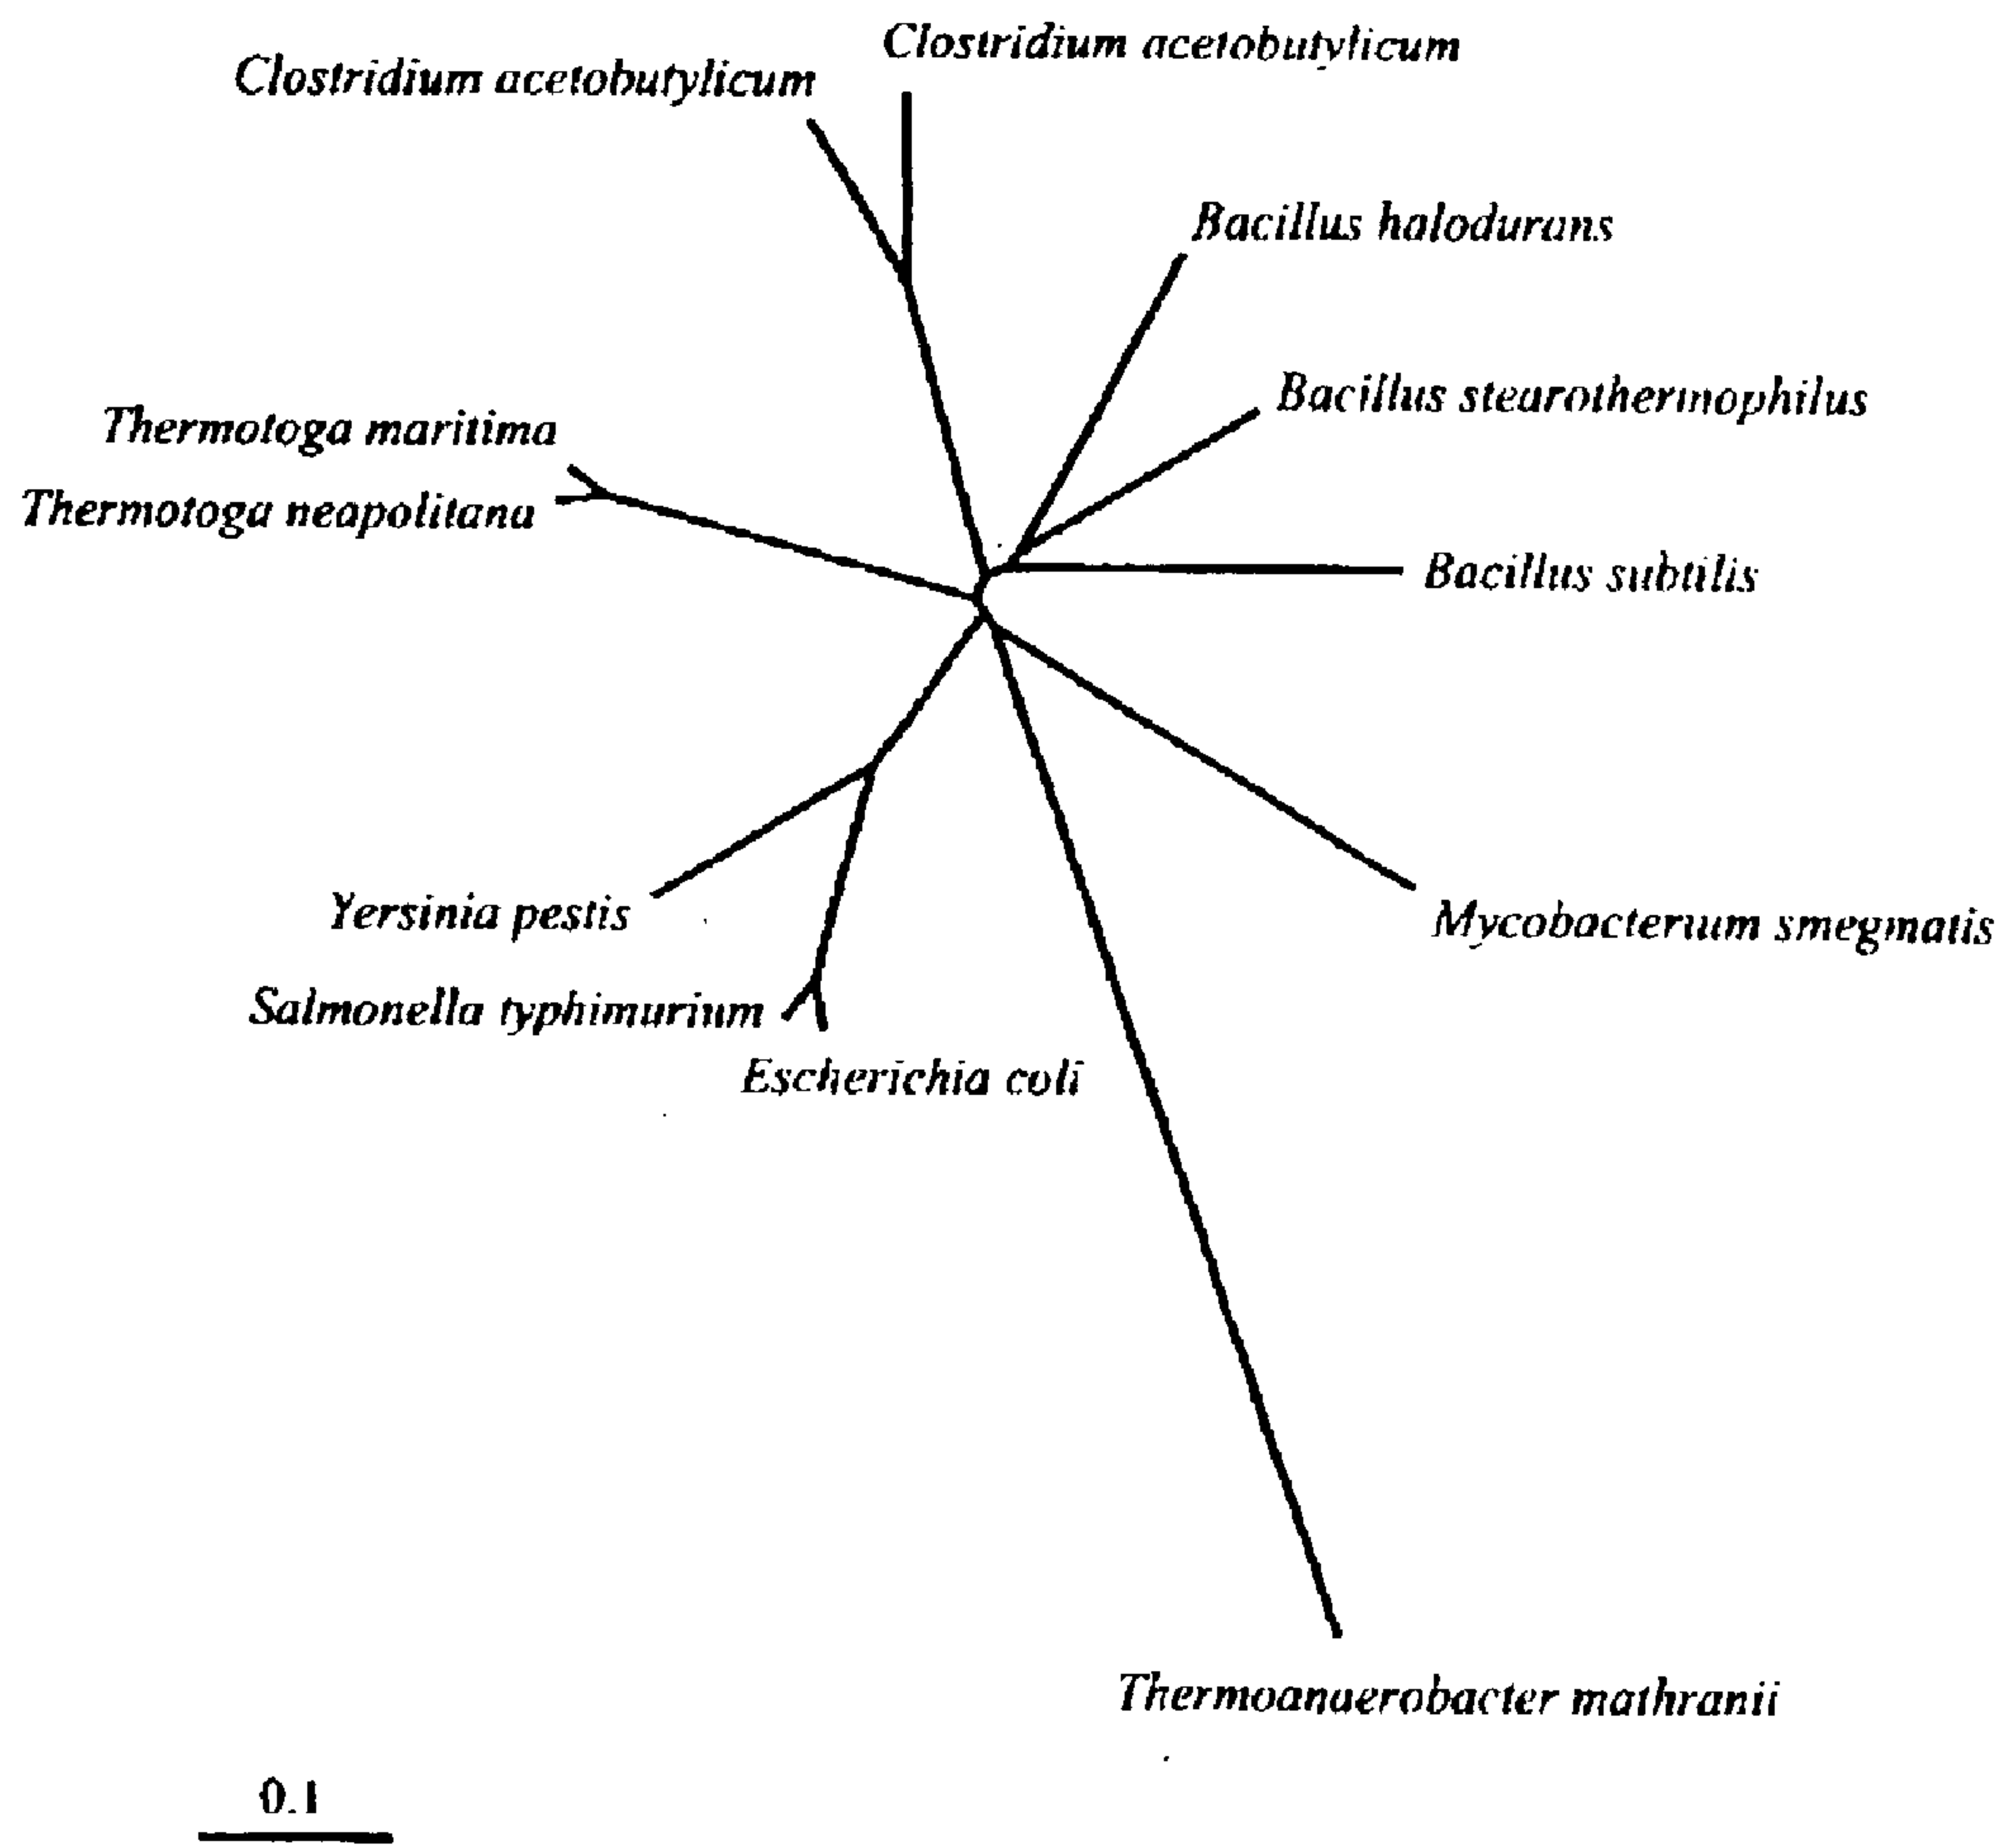 Clostridium acetobutylicum
Clostridium acetobutylicum
Bacillus halodurans
Bacillus stearothermophilus
Thermotoga maritima
Thermotoga neapolitana
Bacillus subtilis
Yersinia pestis
Mycobacterium smegmatis
Salmonella typhimurium
Escherichia coli
Thermoanaerobacter mathranii
0.1